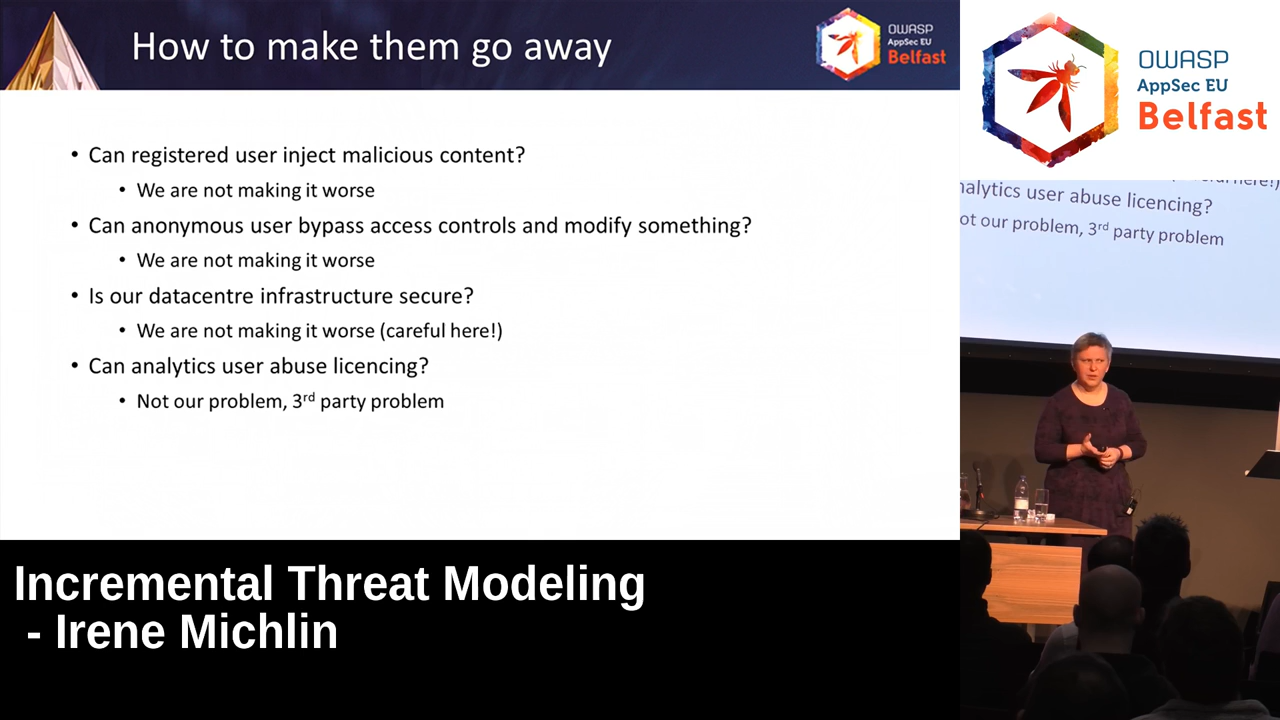 How to make them go away
OWASP
AppSec EU
Belfast
• Can registered user inject malicious content?
• We are not making it worse
• Can anonymous user bypass access controls and modify something?
• We are not making it worse
• Is our datacentre infrastructure secure?
• We are not making it worse (careful here!)
• Can analytics user abuse licencing?
• Not our problem, 3rd party problem
OWASP
AppSec EU
Belfast
here!)
nalytics user abuse licencing?
ot our problem, 3rd party problem
Incremental Threat Modeling
- Irene Michlin